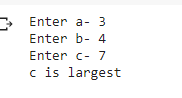 Enter a- 3
Enter b- 4
Enter c- 7
c is largest